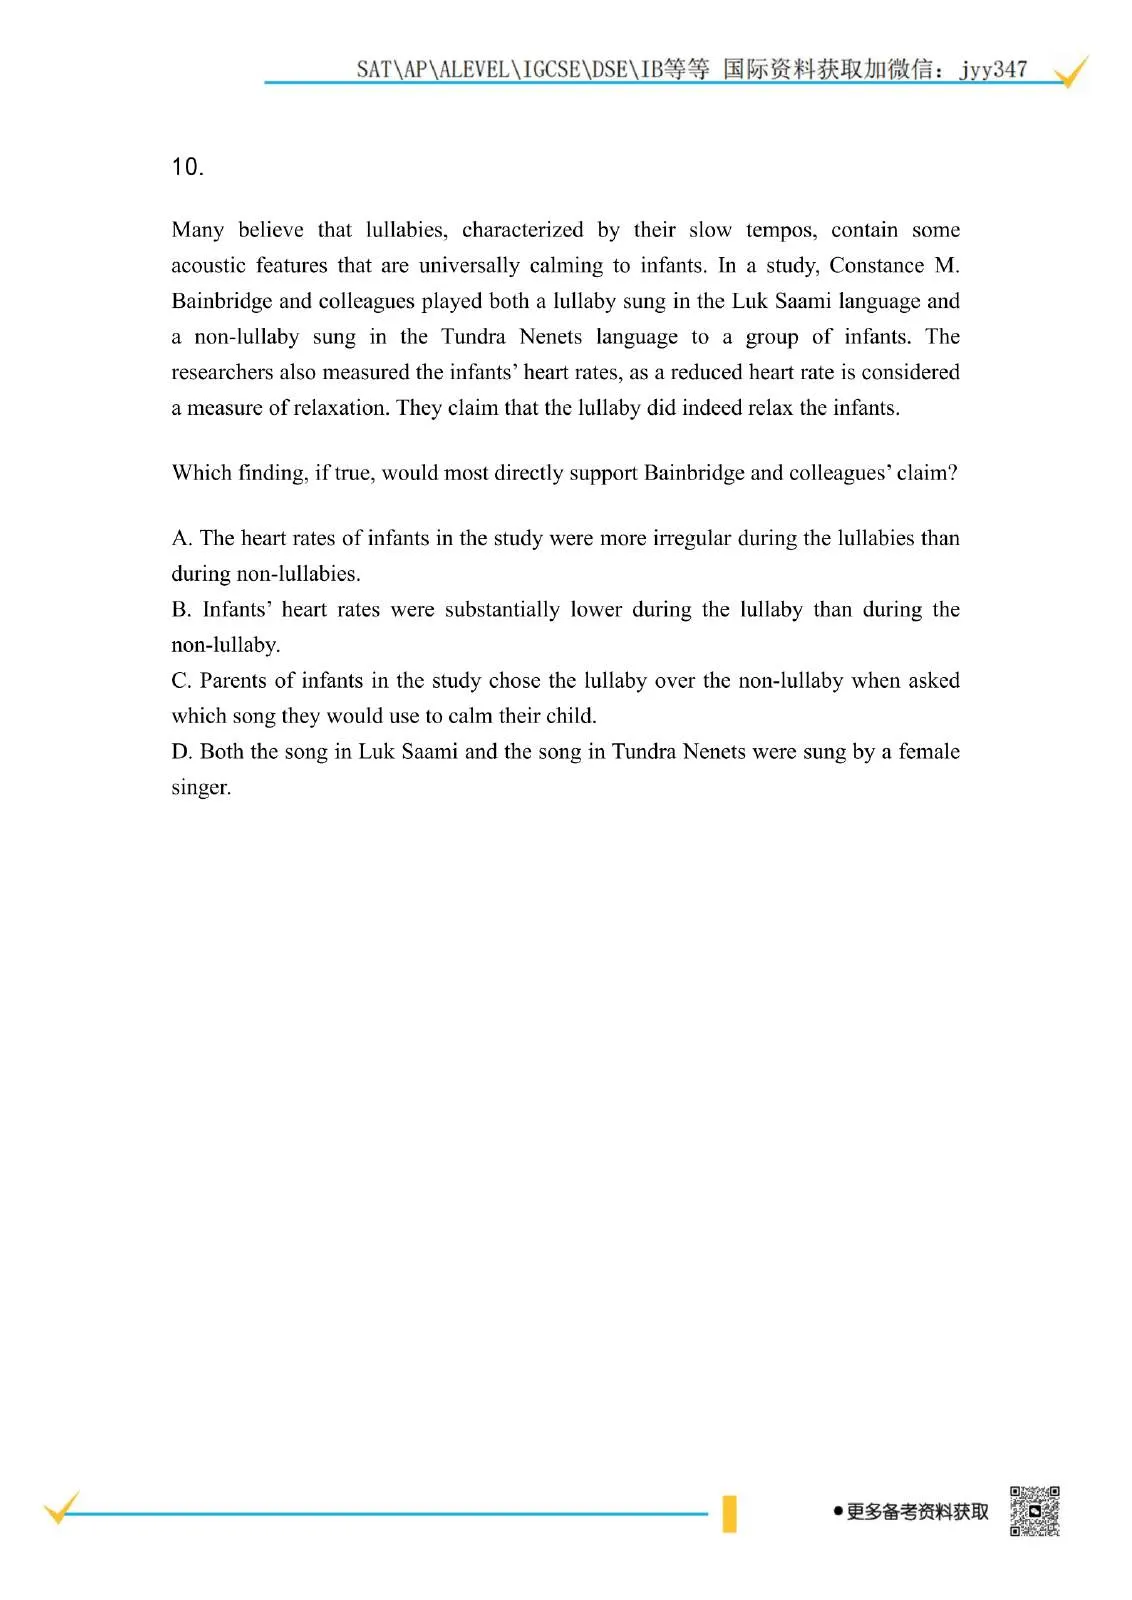 SAT\AP\ALEVEL\IGCSE\DSE\IB等等 国际资料获取加微信：jyy347
10.
Many believe that lullabies, characterized by their slow tempos, contain some
acoustic features that are universally calming to infants. In a study, Constance M.
Bainbridge and colleagues played both a lullaby sung in the Luk Saami language and
a non-lullaby sung in the Tundra Nenets language to a group of infants. The
researchers also measured the infants’ heart rates, as a reduced heart rate is considered
a measure of relaxation. They claim that the lullaby did indeed relax the infants.
Which finding, if true, would most directly support Bainbridge and colleagues’ claim?
A. The heart rates of infants in the study were more irregular during the lullabies than
during non-lullabies.
B. Infants’ heart rates were substantially lower during the lullaby than during the
non-lullaby.
C. Parents of infants in the study chose the lullaby over the non-lullaby when asked
which song they would use to calm their child.
D. Both the song in Luk Saami and the song in Tundra Nenets were sung by a female
singer.
●更多备考资料获取